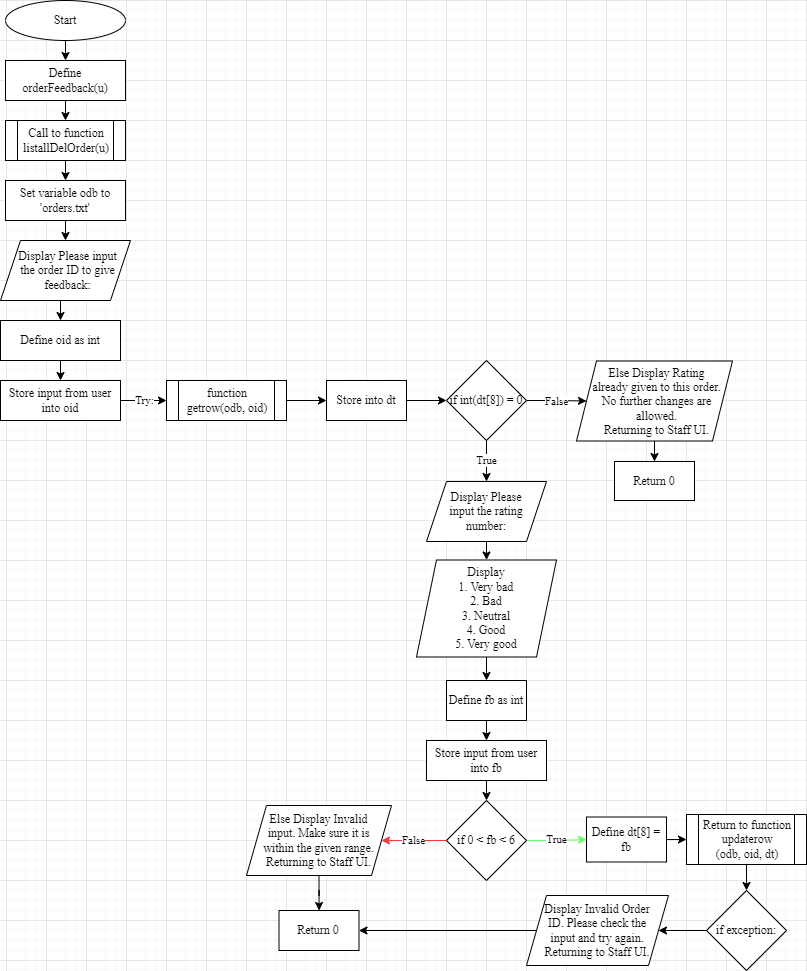 Start
Define
orderFeedback(u)
Call to function
listallDelOrder(u)
Set variable odb to
'orders.txt'
Display Please input
the order ID to give
feedback:
Define oid as int
Store input from user
into oid
Try:
function
getrow(odb, oid)
Store into dt
if int(dt[8]) = 0
False
Else Display Rating
already given to this order.
No further changes are
allowed.
Returning to Staff UI.
Return 0
True
Display Please
input the rating
number:
Display
1. Very bad
2. Bad
3. Neutral
4. Good
5. Very good
Define fb as int
Store input from user
into fb
if 0 < fb < 6
False
Else Display Invalid
input. Make sure it is
within the given range.
Returning to Staff UI.
Return 0
True
Define dt[8] =
fb
Return to function
updaterow
(odb, oid, dt)
if exception:
Display Invalid Order
ID. Please check the
input and try again.
Returning to Staff UI.